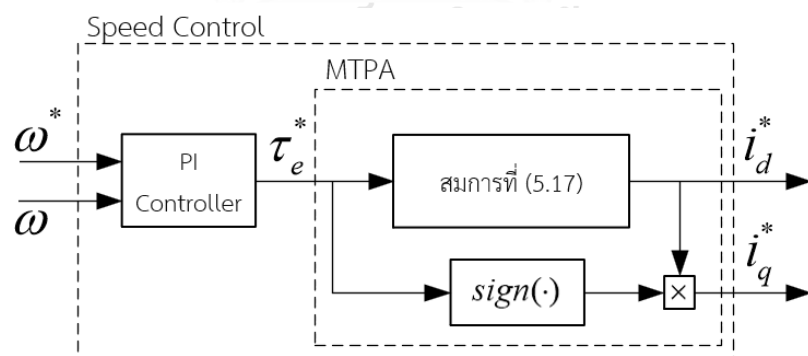 Speed Control
MTPA
ω*
ω
PI
Controller
τe*
สมการที่ (5.17)
sign(·)
×
id*
iq*